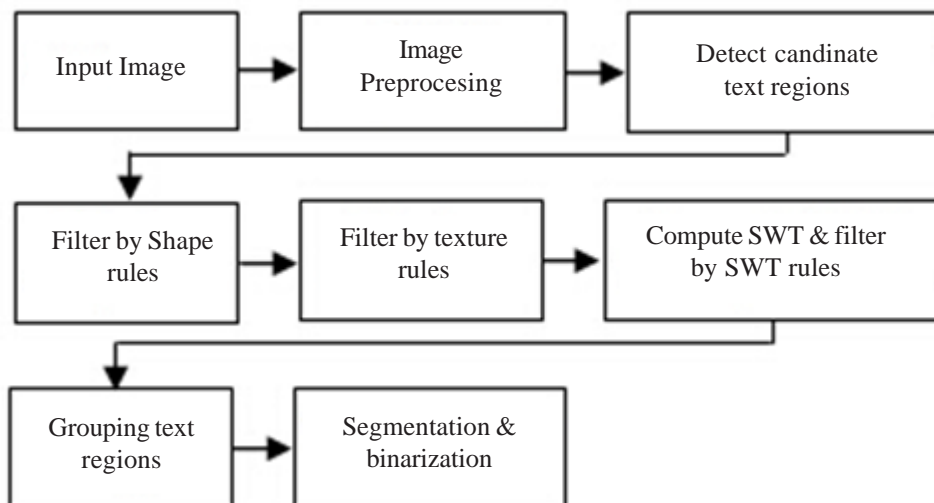 Input Image
Image
Preprocesing
Detect candinate
text regions
Filter by Shape
rules
Filter by texture
rules
Compute SWT & filter
by SWT rules
Grouping text
regions
Segmentation &
binarization